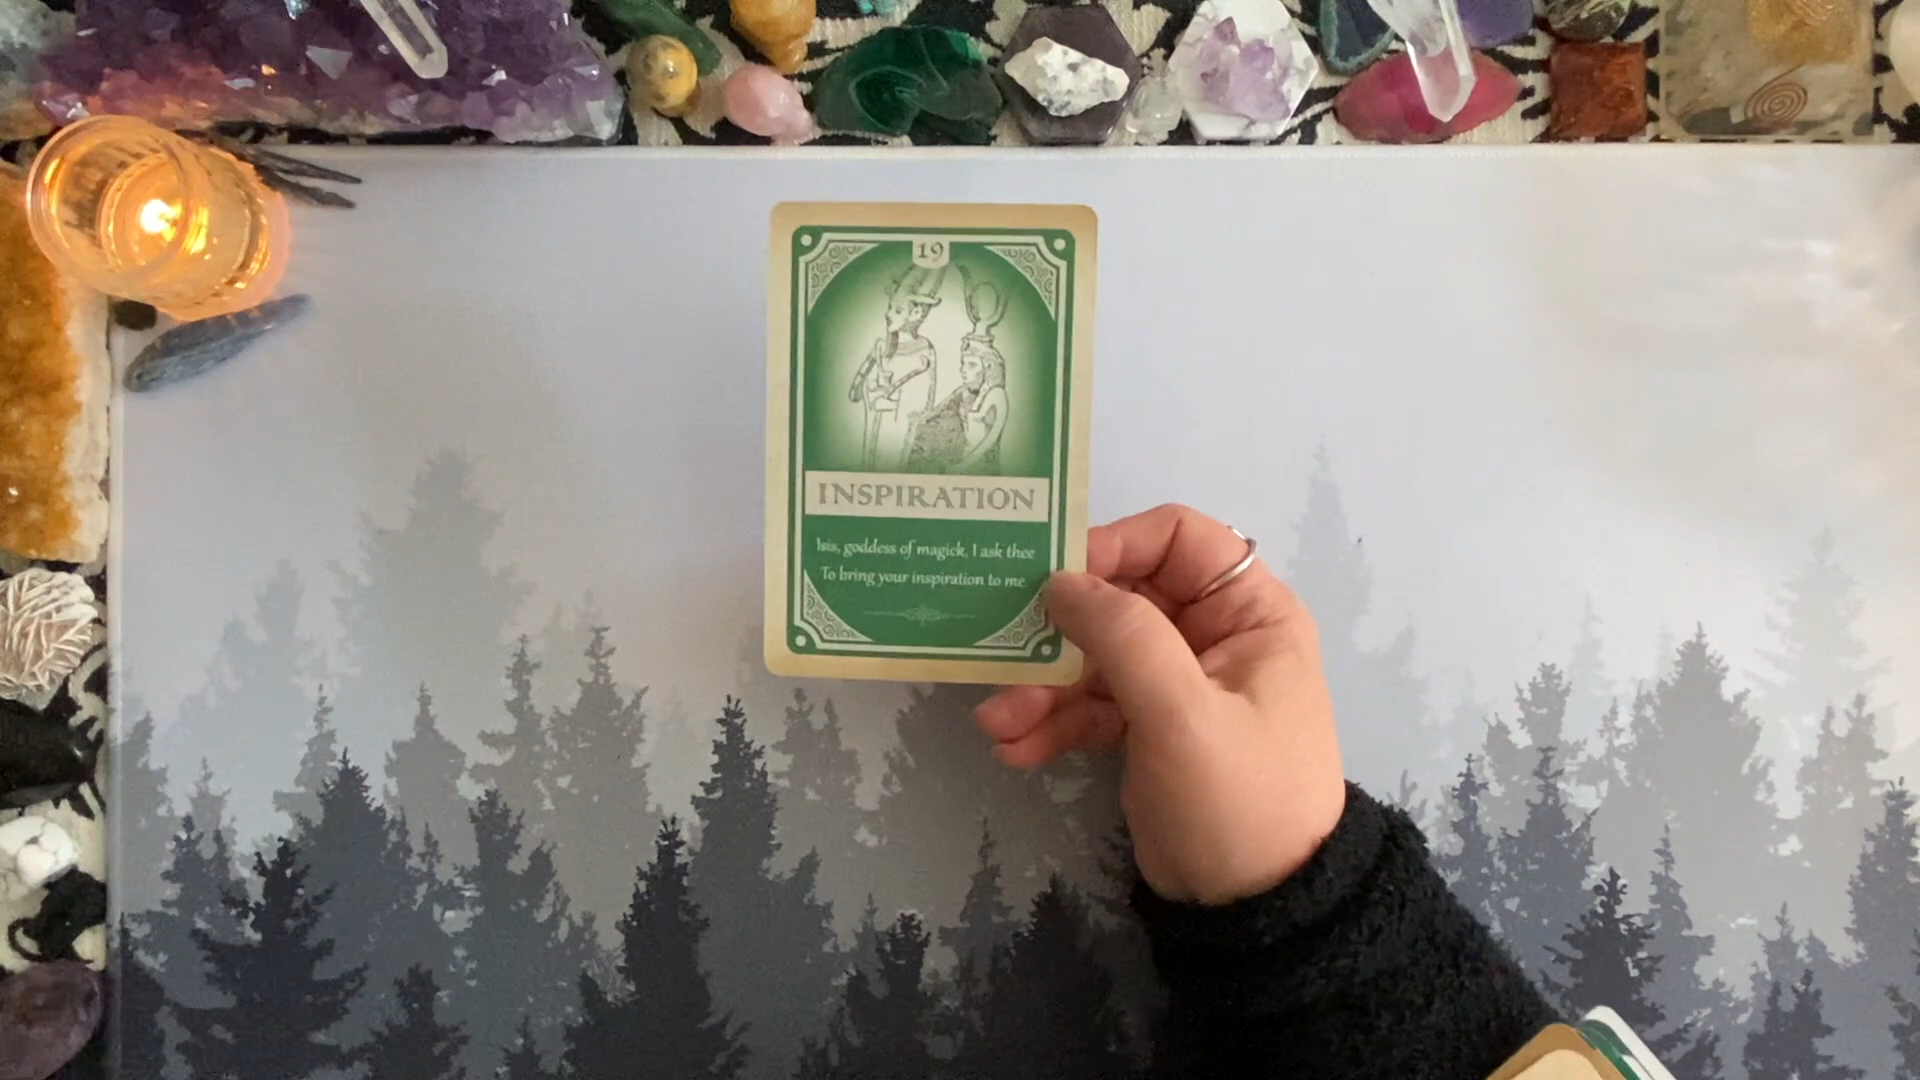 19
INSPIRATION
Isis, goddess of magick, I ask thee
To bring your inspiration to me.